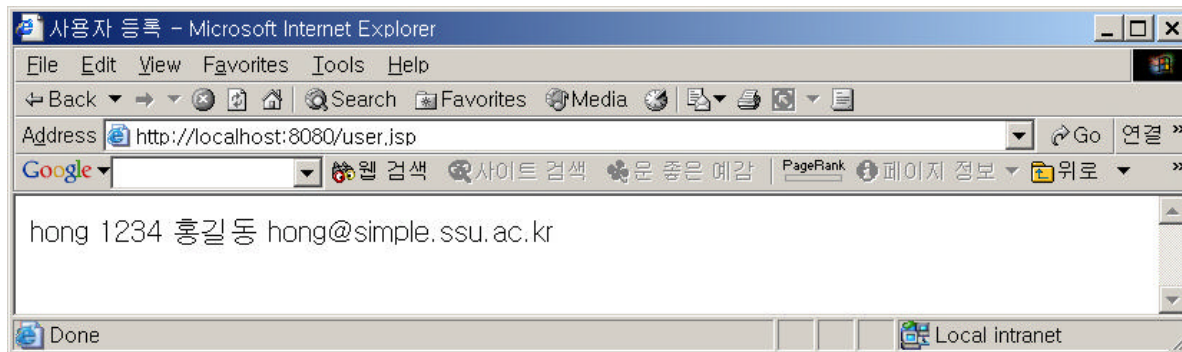 사용자 등록 - Microsoft Internet Explorer
File Edit View Favorites Tools Help
Back Search Favorites Media
Address http://localhost:8080/user.jsp Go 연결 »
Google 웹 검색 사이트 검색 운 좋은 예감 PageRank 페이지 정보 위로 »
hong 1234 홍길동 hong@simple.ssu.ac.kr
Done Local intranet